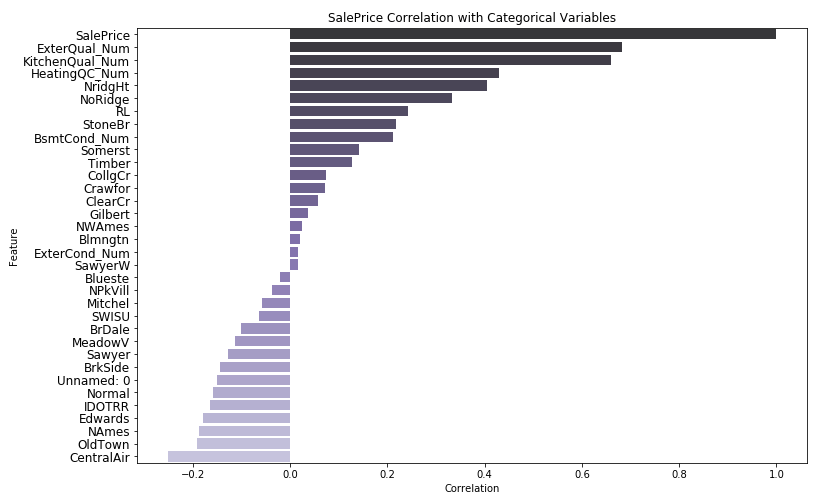 SalePrice Correlation with Categorical Variables
SalePrice
ExterQual_Num
KitchenQual_Num
HeatingQC_Num
NridgHt
NoRidge
RL
StoneBr
BsmtCond_Num
Somerst
Timber
CollgCr
Crawfor
ClearCr
Gilbert
NWAmes
Blmngtn
ExterCond_Num
SawyerW
Blueste
NPkVill
Mitchel
SWISU
BrDale
MeadowV
Sawyer
BrkSide
Unnamed: 0
Normal
IDOTRR
Edwards
NAmes
OldTown
CentralAir
Feature
−0.2 0.0 0.2 0.4 0.6 0.8 1.0
Correlation